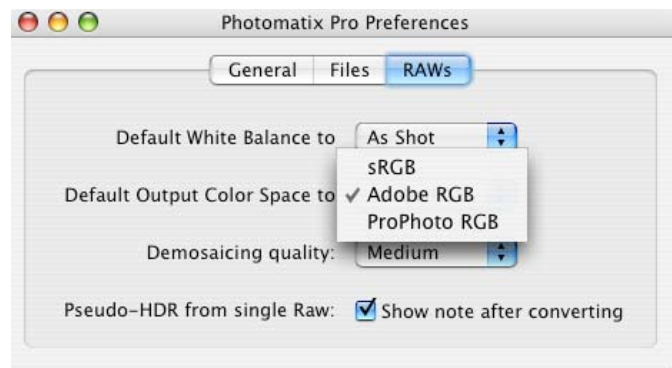 Photomatix Pro Preferences
General Files RAWs
Default White Balance to As Shot
sRGB
Default Output Color Space to ✓ Adobe RGB
ProPhoto RGB
Demosaicing quality: Medium
Pseudo-HDR from single Raw: Show note after converting